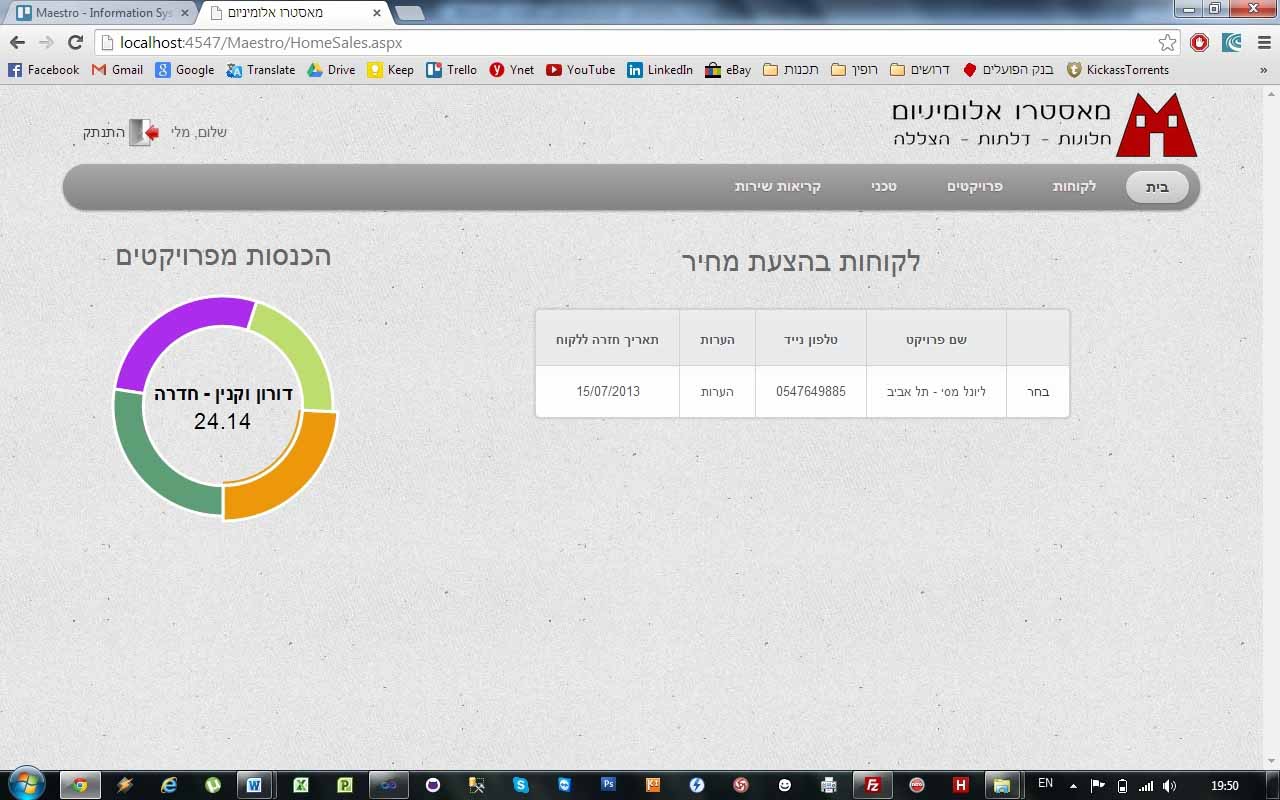 Maestro - Information Sys
מאסטרו אלומיניום
localhost:4547/Maestro/HomeSales.aspx
Facebook Gmail Google Translate Drive Keep Trello Ynet YouTube LinkedIn eBay תכנות רופין דרושים בנק הפועלים KickassTorrents »
מאסטרו אלומיניום
חלונות - דלתות - הצללה
שלום, מלי התנתק
בית לקוחות פרויקטים טכני קריאות שירות
לקוחות בהצעת מחיר
שם פרויקט טלפון נייד הערות תאריך חזרה ללקוח
בחר ליונל מסי - תל אביב 0547649885 הערות 15/07/2013
הכנסות מפרויקטים
דורון וקנין - חדרה
24.14
EN 19:50